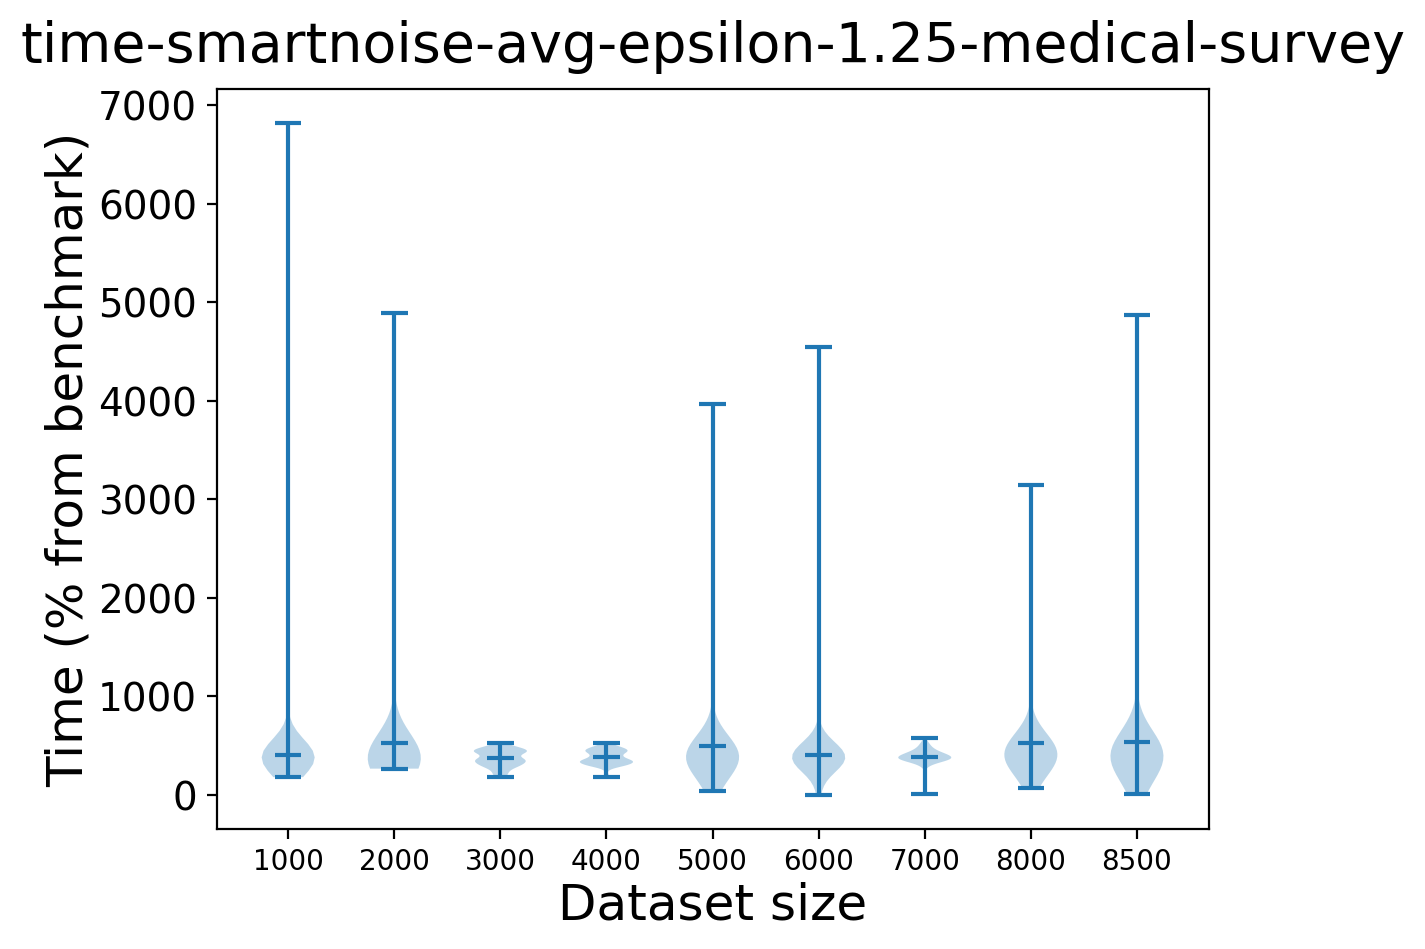 time-smartnoise-avg-epsilon-1.25-medical-survey
7000
6000
5000
4000
3000
2000
1000
0
Time (% from benchmark)
1000 2000 3000 4000 5000 6000 7000 8000 8500
Dataset size